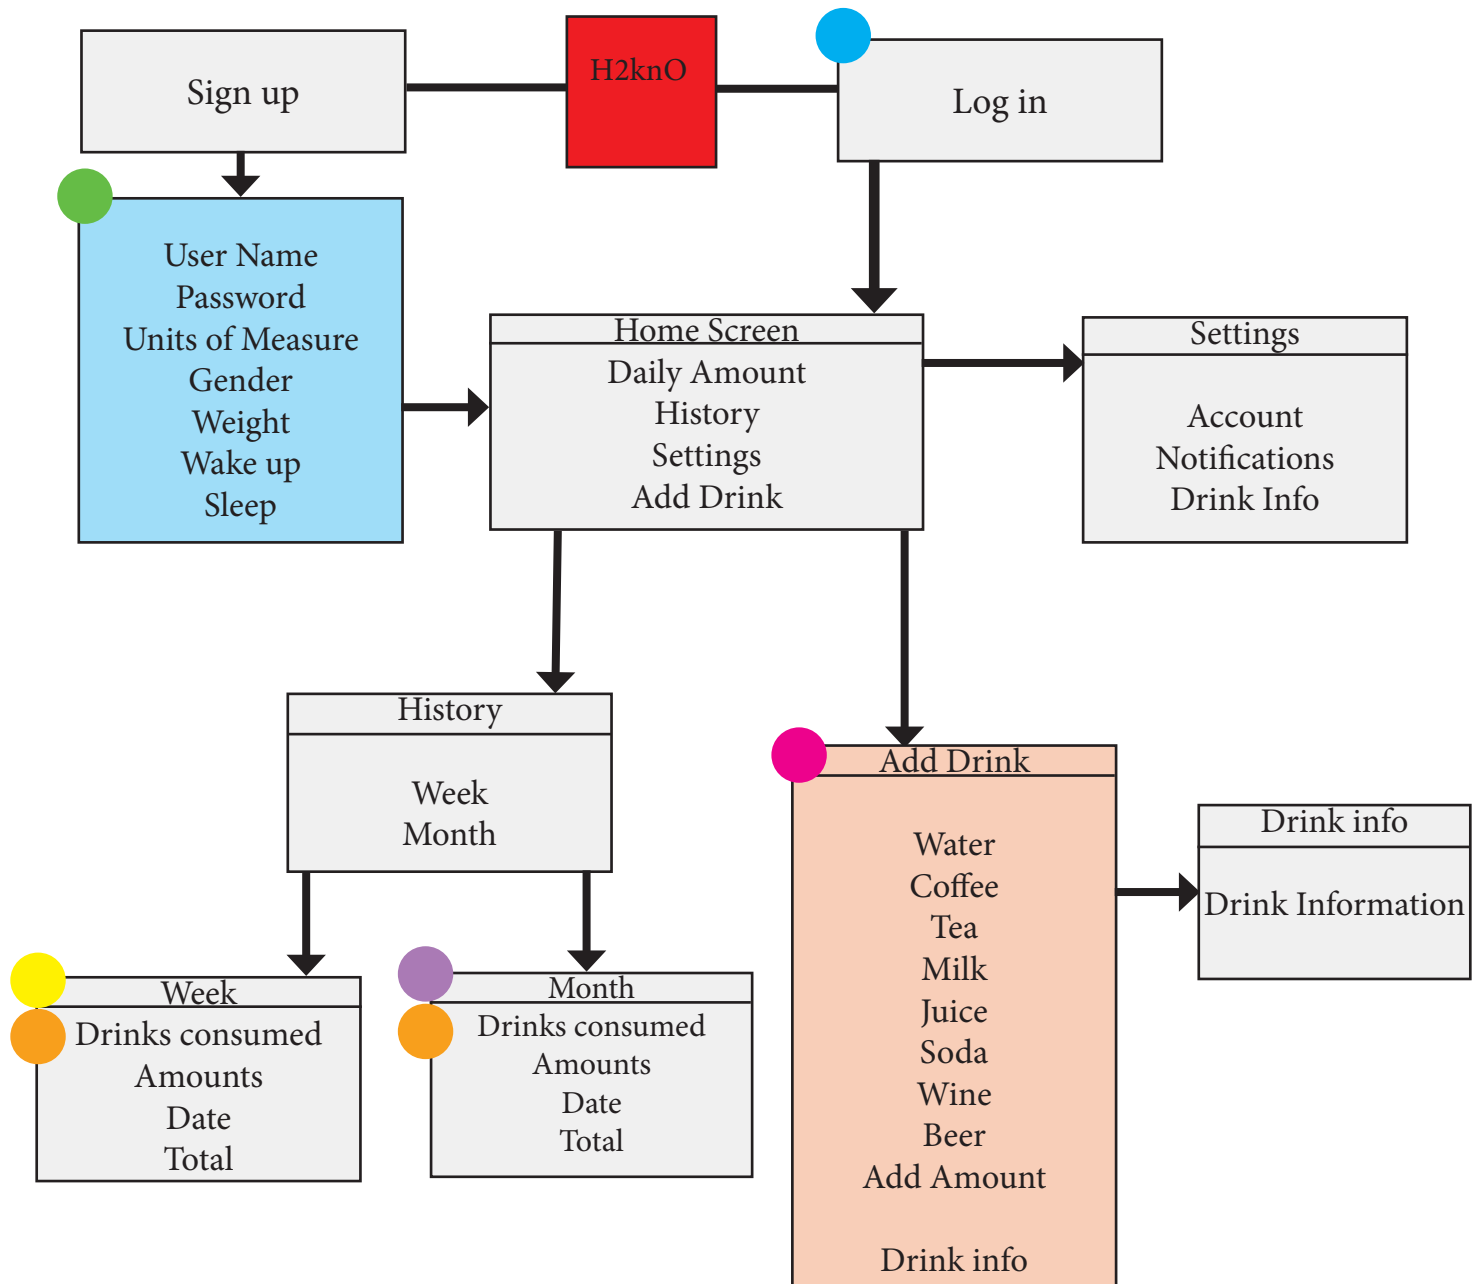 Sign up
H2knO
Log in
User Name
Password
Units of Measure
Gender
Weight
Wake up
Sleep
Home Screen
Daily Amount
History
Settings
Add Drink
Settings
Account
Notifications
Drink Info
History
Week
Month
Week
Drinks consumed
Amounts
Date
Total
Month
Drinks consumed
Amounts
Date
Total
Add Drink
Water
Coffee
Tea
Milk
Juice
Soda
Wine
Beer
Add Amount
Drink info
Drink info
Drink Information